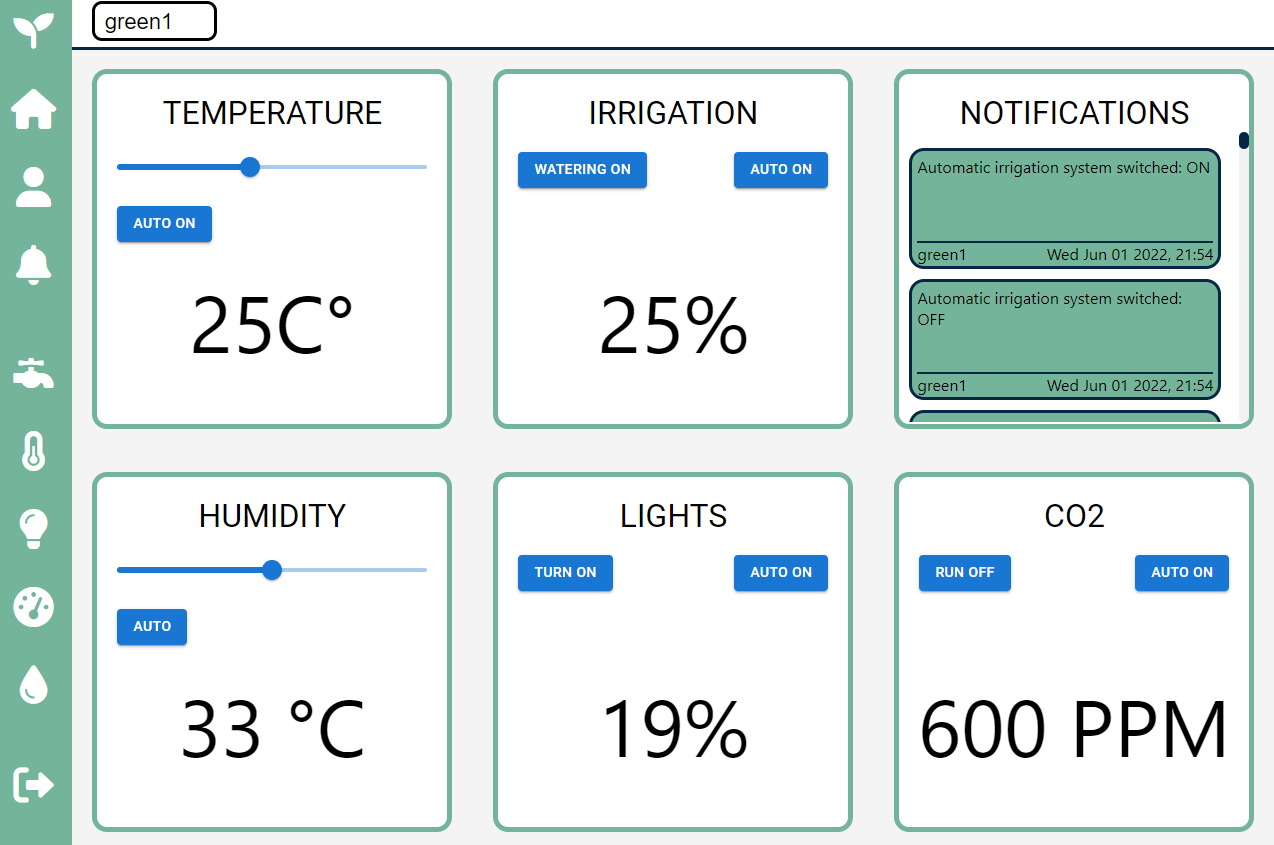 green1
TEMPERATURE
AUTO ON
25C°
IRRIGATION
WATERING ON
AUTO ON
25%
NOTIFICATIONS
Automatic irrigation system switched: ON
green1
Wed Jun 01 2022, 21:54
Automatic irrigation system switched:
OFF
green1
Wed Jun 01 2022, 21:54
HUMIDITY
AUTO
33 °C
LIGHTS
TURN ON
AUTO ON
19%
CO2
RUN OFF
AUTO ON
600 PPM